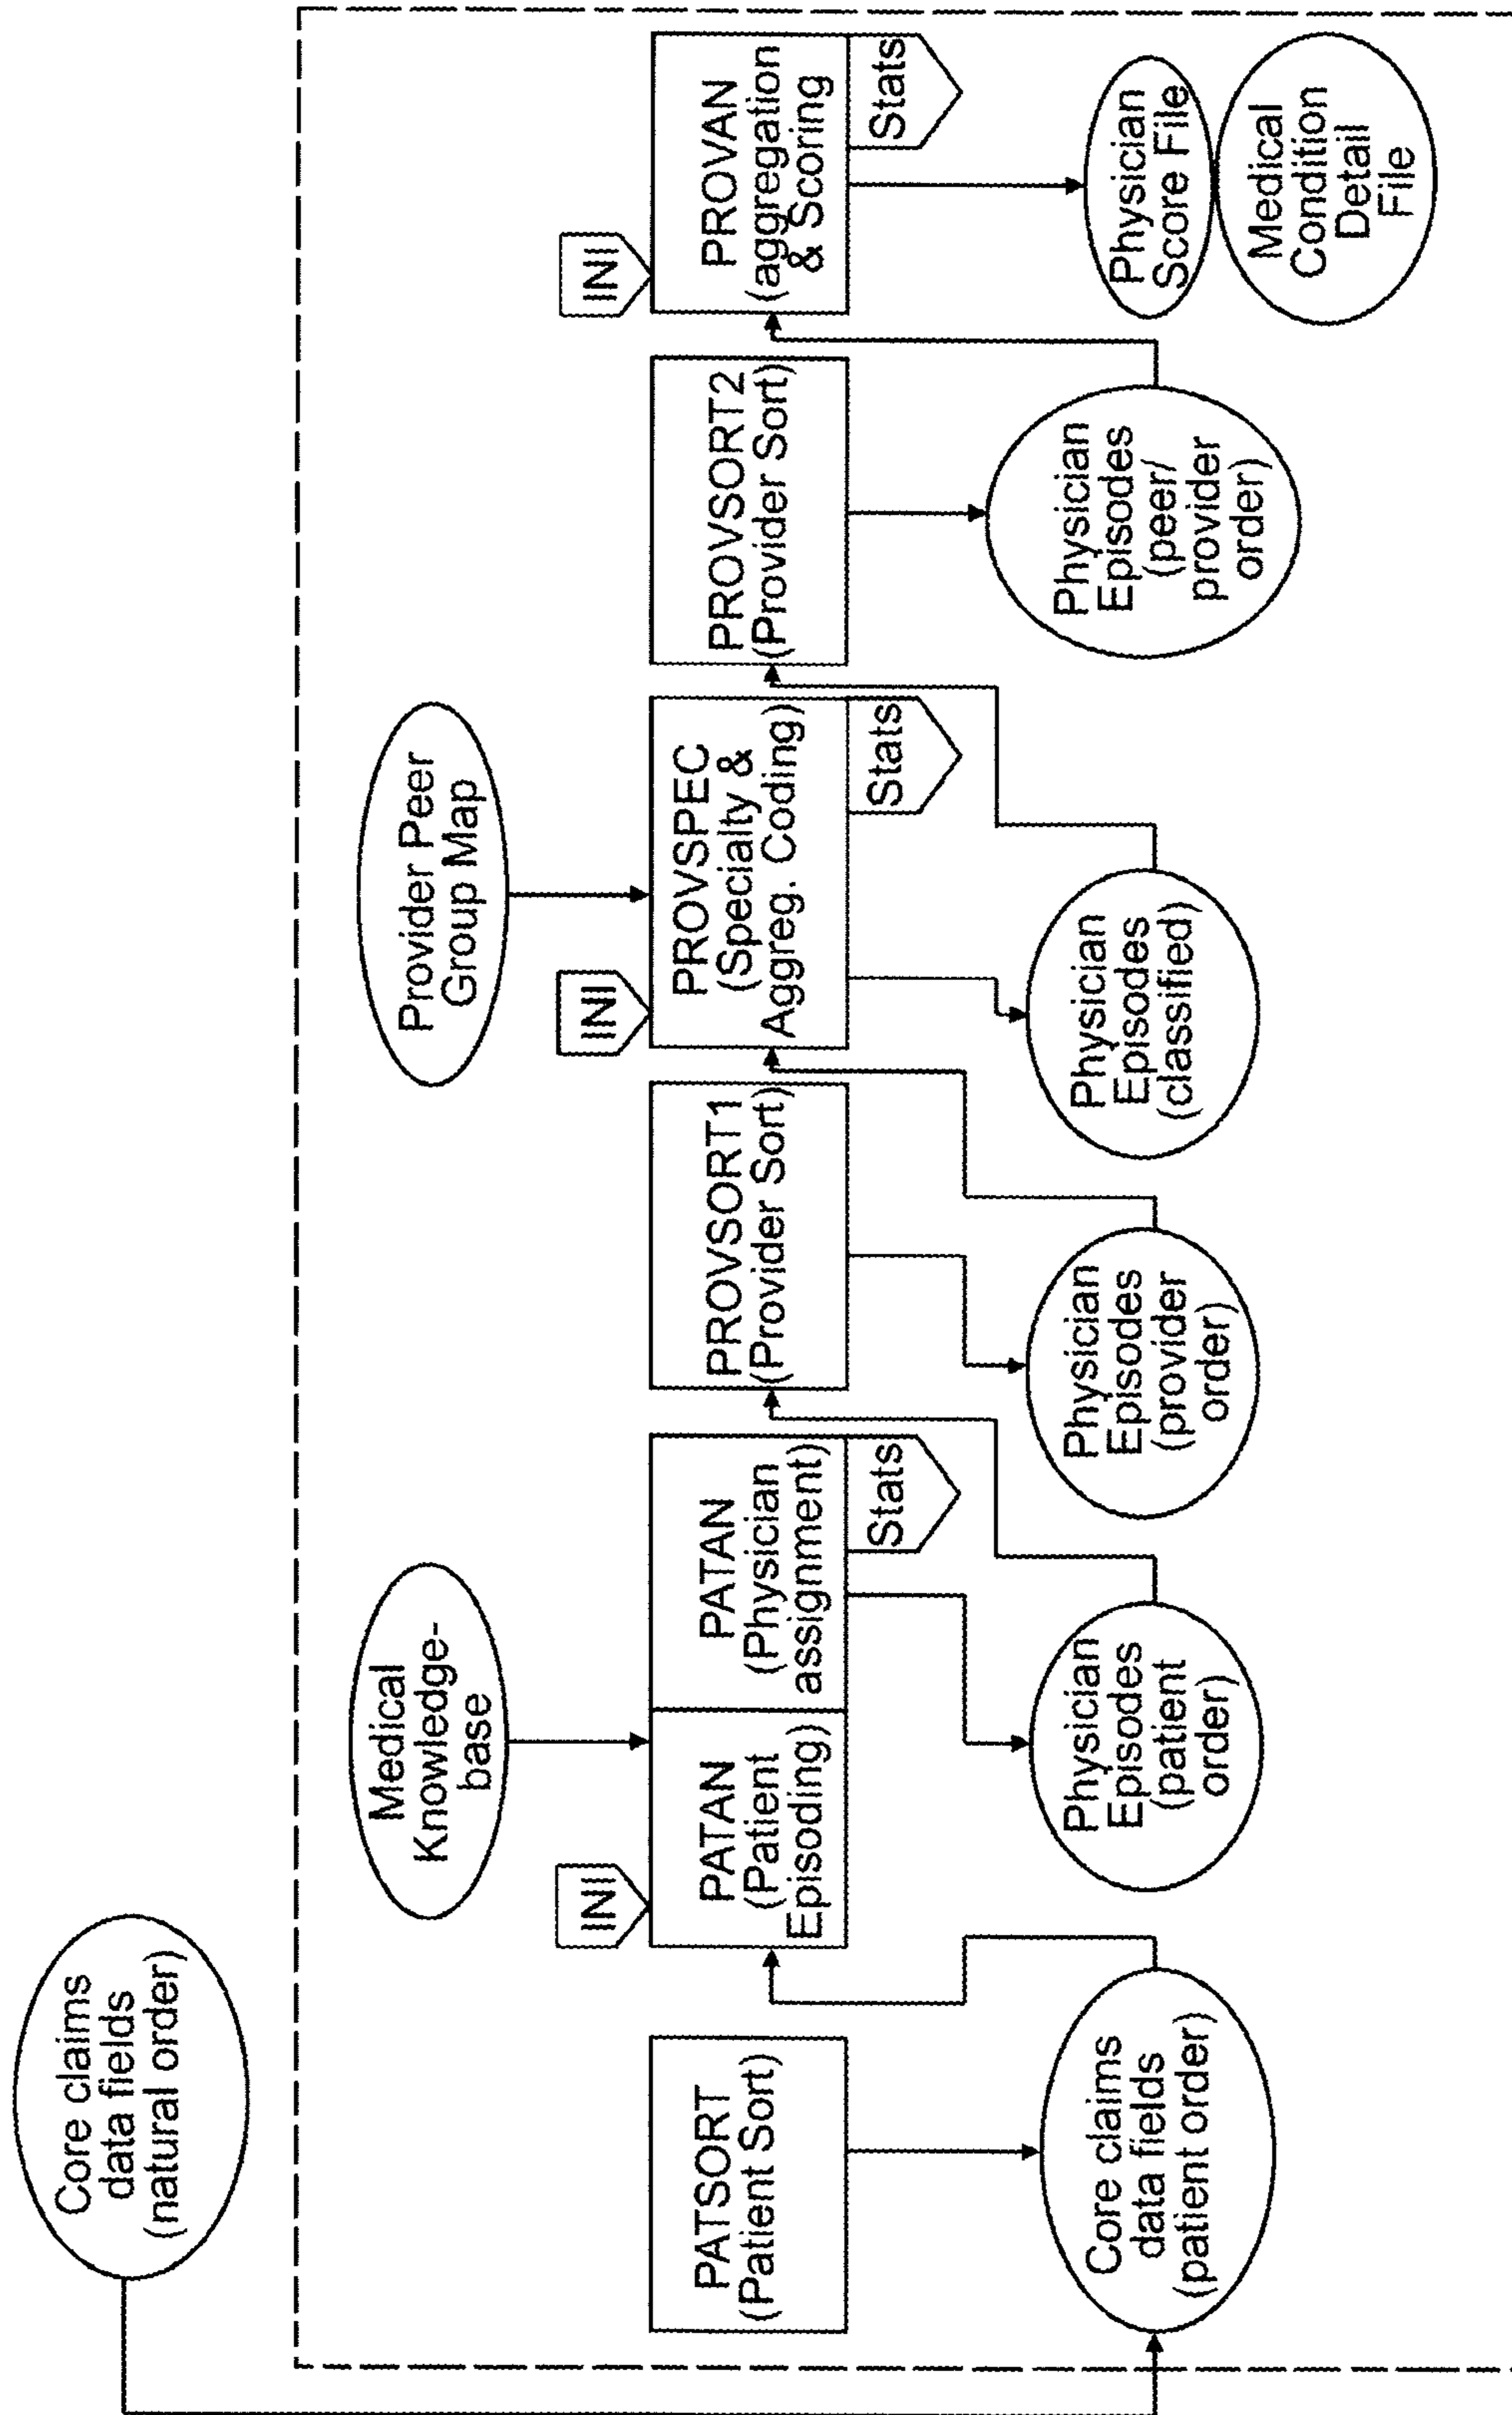 Core claims
data fields
(natural order)
Medical
Knowledge-
base
Provider Peer
Group Map
INI
INI
INI
PATSORT
(Patient Sort)
PATAN
(Patient
Episoding)
PATAN
(Physician
assignment)
Stats
PROVSORT1
(Provider Sort)
PROVSPEC
(Specialty &
Aggreg. Coding)
Stats
PROVSORT2
(Provider Sort)
PROVAN
(aggregation
& Scoring
Stats
Core claims
data fields
(patient order)
Physician
Episodes
(patient
order)
Physician
Episodes
(provider
order)
Physician
Episodes
(classified)
Physician
Episodes
(peer/
provider
order)
Physician
Score File
Medical
Condition
Detail
File